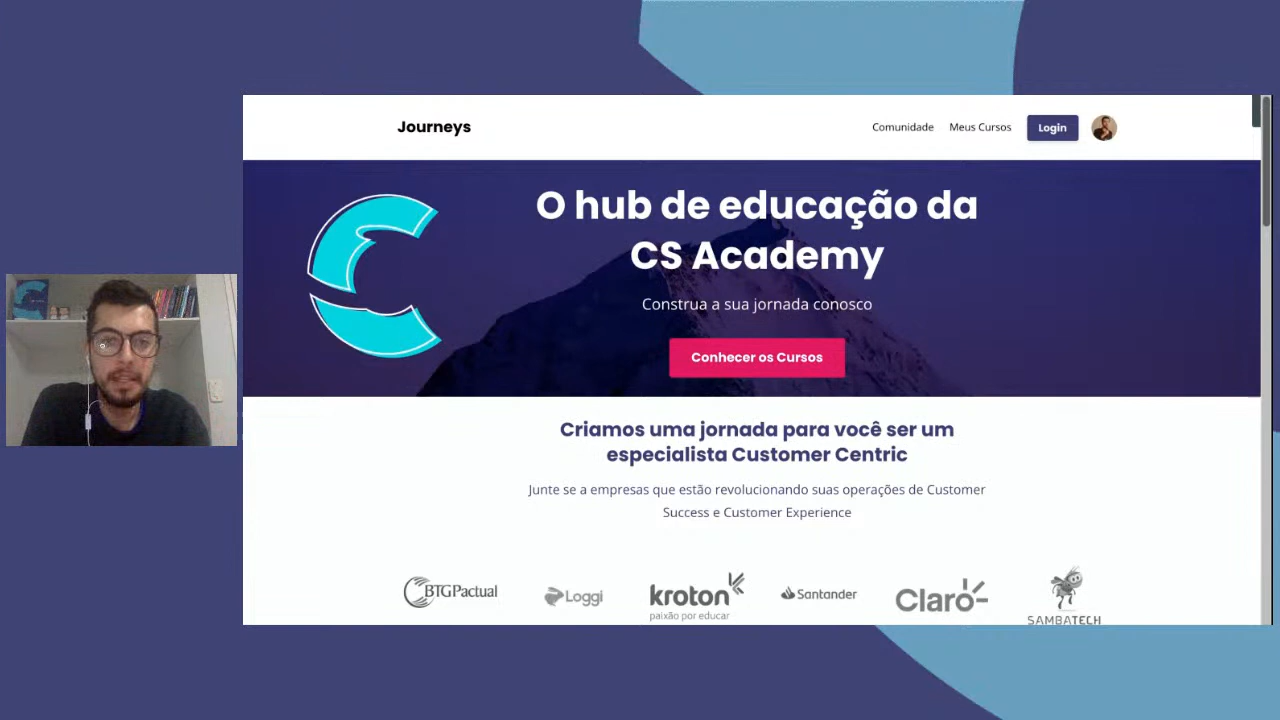 Journeys
Comunidade
Meus Cursos
Login
O hub de educação da
CS Academy
Construa a sua jornada conosco
Conhecer os Cursos
Criamos uma jornada para você ser um
especialista Customer Centric
Junte se a empresas que estão revolucionando suas operações de Customer
Success e Customer Experience
BTGPactual
Loggi
kroton
paixão por educar
Santander
Claro
SAMBATECH